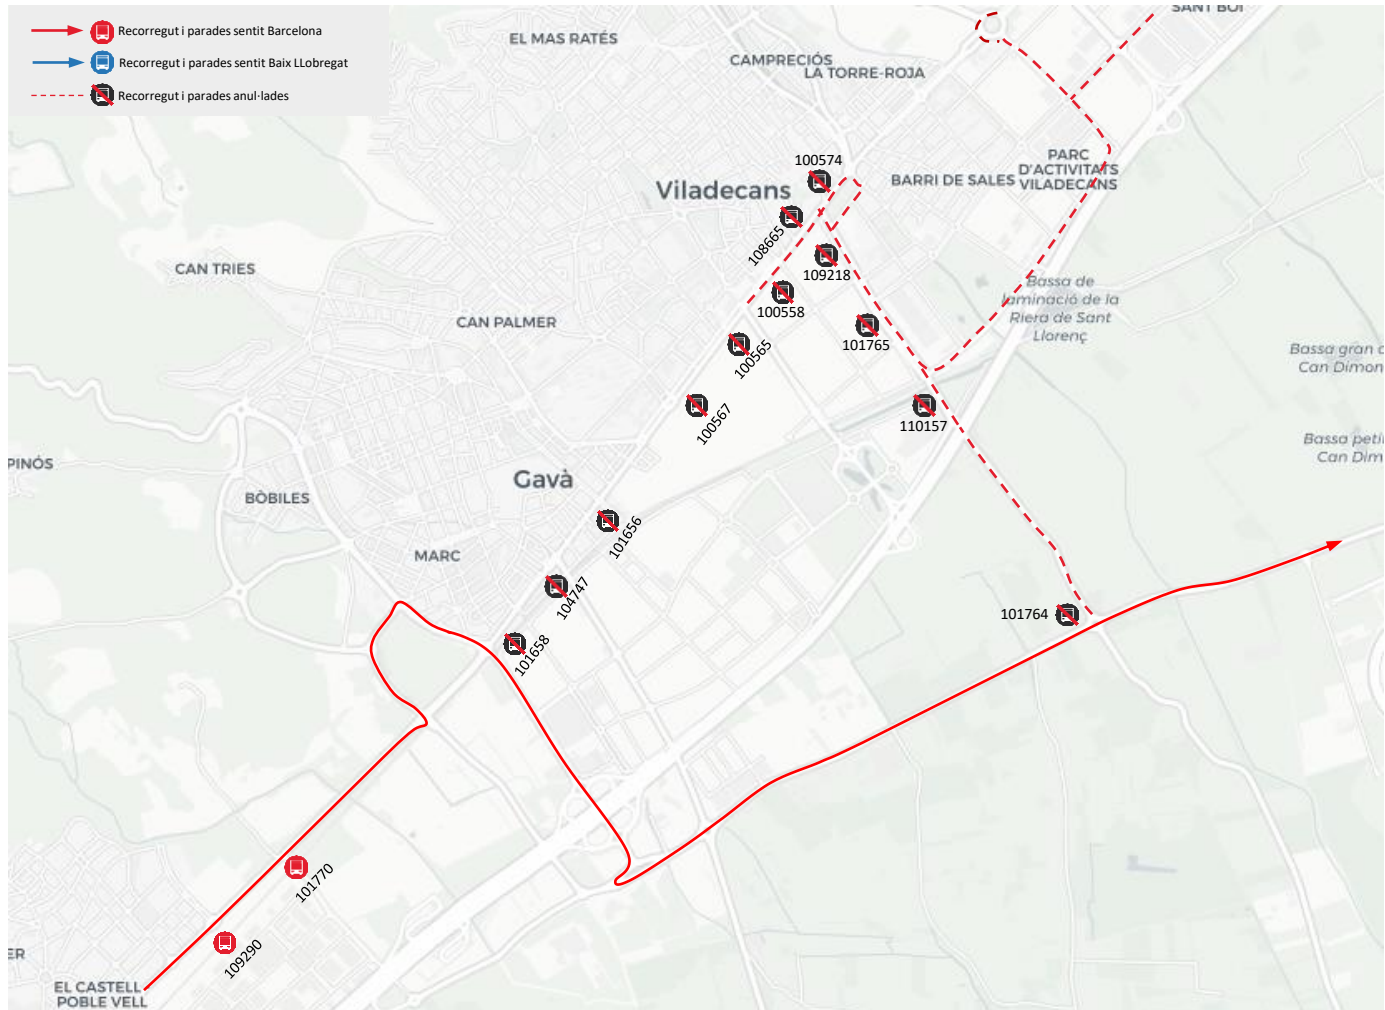 SANT BOI
Recorregut i parades sentit Barcelona
EL MAS RATÉS
Recorregut i parades sentit Baix LLobregat
CAMPRECIÓS
LA TORRE-ROJA
Recorregut i parades anul·lades
100574
PARC
D'ACTIVITATS
VILADECANS
BARRI DE SALES
Viladecans
108665
109218
CAN TRIES
Bassa de
laminació de la
Riera de Sant
Llorenç
100558
CAN PALMER
101765
100565
Bassa gran
Can Dimon
100567
110157
Bassa peti
Can Dim
PINÓS
Gavà
BÒBILES
101656
MARC
104747
101764
101658
101770
109290
ER
EL CASTELL
POBLE VELL